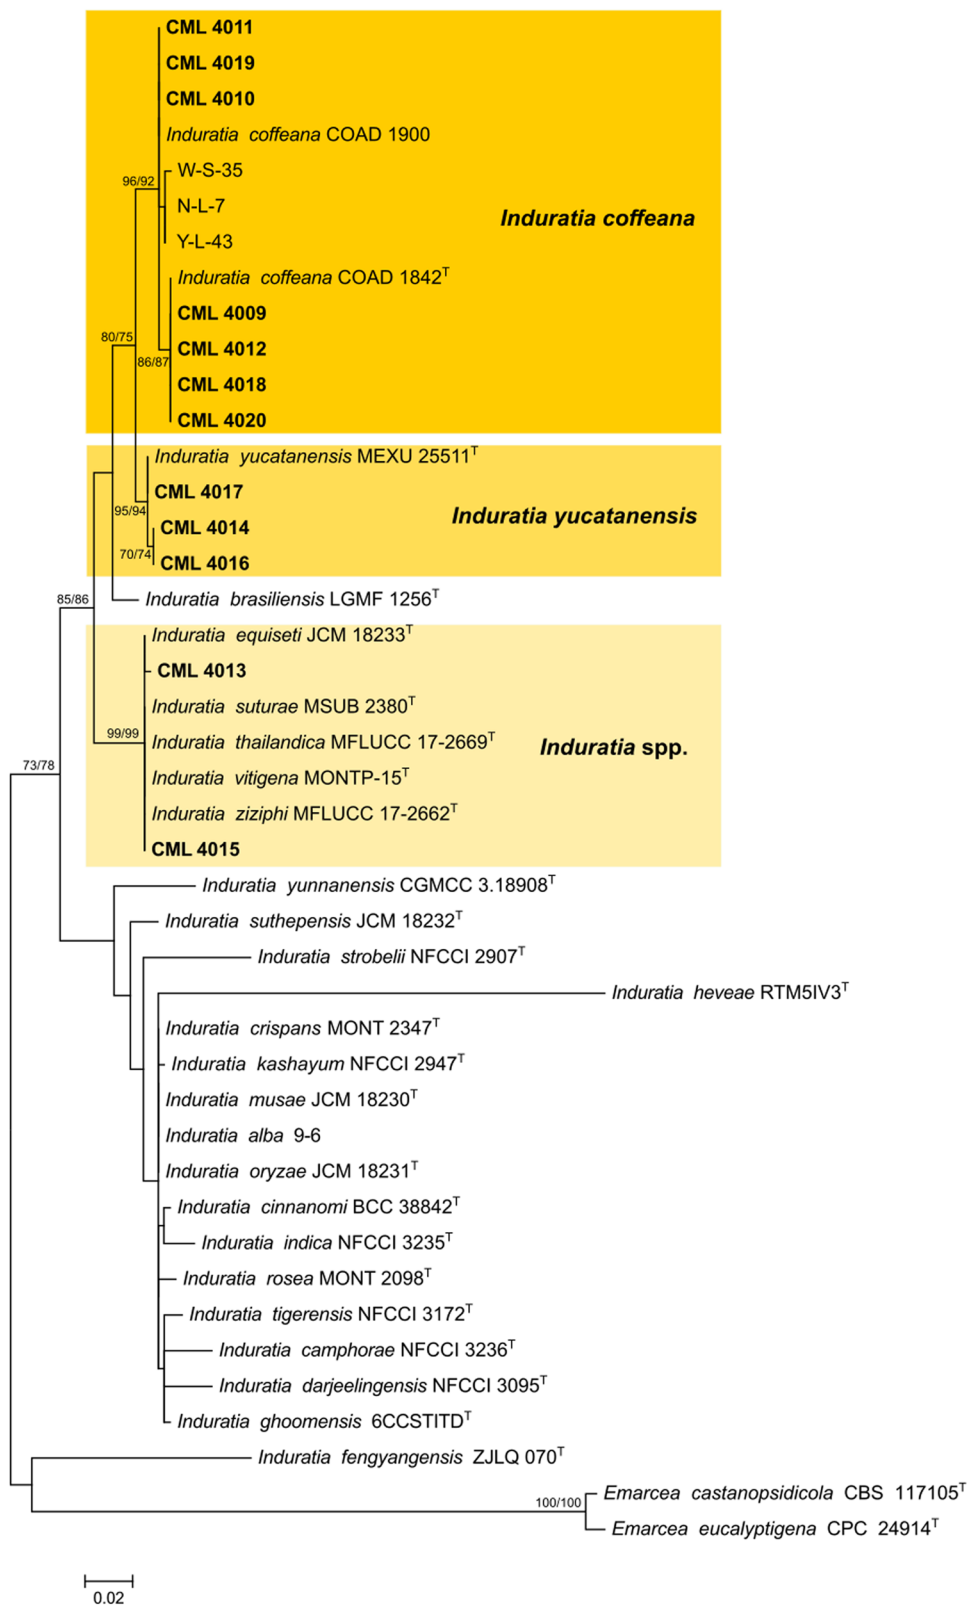 CML 4011
CML 4019
CML 4010
Induratia coffeana COAD 1900
W-S-35
96/92
N-L-7
Induratia coffeana
Y-L-43
Induratia coffeana COAD 1842T
CML 4009
80/75
CML 4012
86/87
CML 4018
CML 4020
Induratia yucatanensis MEXU 25511T
CML 4017
95/94
Induratia yucatanensis
CML 4014
70/74
CML 4016
85/86
Induratia brasiliensis LGMF 1256T
Induratia equiseti JCM 18233T
CML 4013
Induratia suturae MSUB 2380T
99/99
Induratia thailandica MFLUCC 17-2669T
Induratia spp.
73/78
Induratia vitigena MONTP-15T
Induratia ziziphi MFLUCC 17-2662T
CML 4015
Induratia yunnanensis CGMCC 3.18908T
Induratia suthepensis JCM 18232T
Induratia strobelii NFCCI 2907T
Induratia heveae RTM5IV3T
Induratia crispans MONT 2347T
Induratia kashayum NFCCI 2947T
Induratia musae JCM 18230T
Induratia alba 9-6
Induratia oryzae JCM 18231T
Induratia cinnanomi BCC 38842T
Induratia indica NFCCI 3235T
Induratia rosea MONT 2098T
Induratia tigerensis NFCCI 3172T
Induratia camphorae NFCCI 3236T
Induratia darjeelingensis NFCCI 3095T
Induratia ghoomensis 6CCSTITDT
Induratia fengyangensis ZJLQ 070T
Emarcea castanopsidicola CBS 117105T
100/100
Emarcea eucalyptigena CPC 24914T
0.02